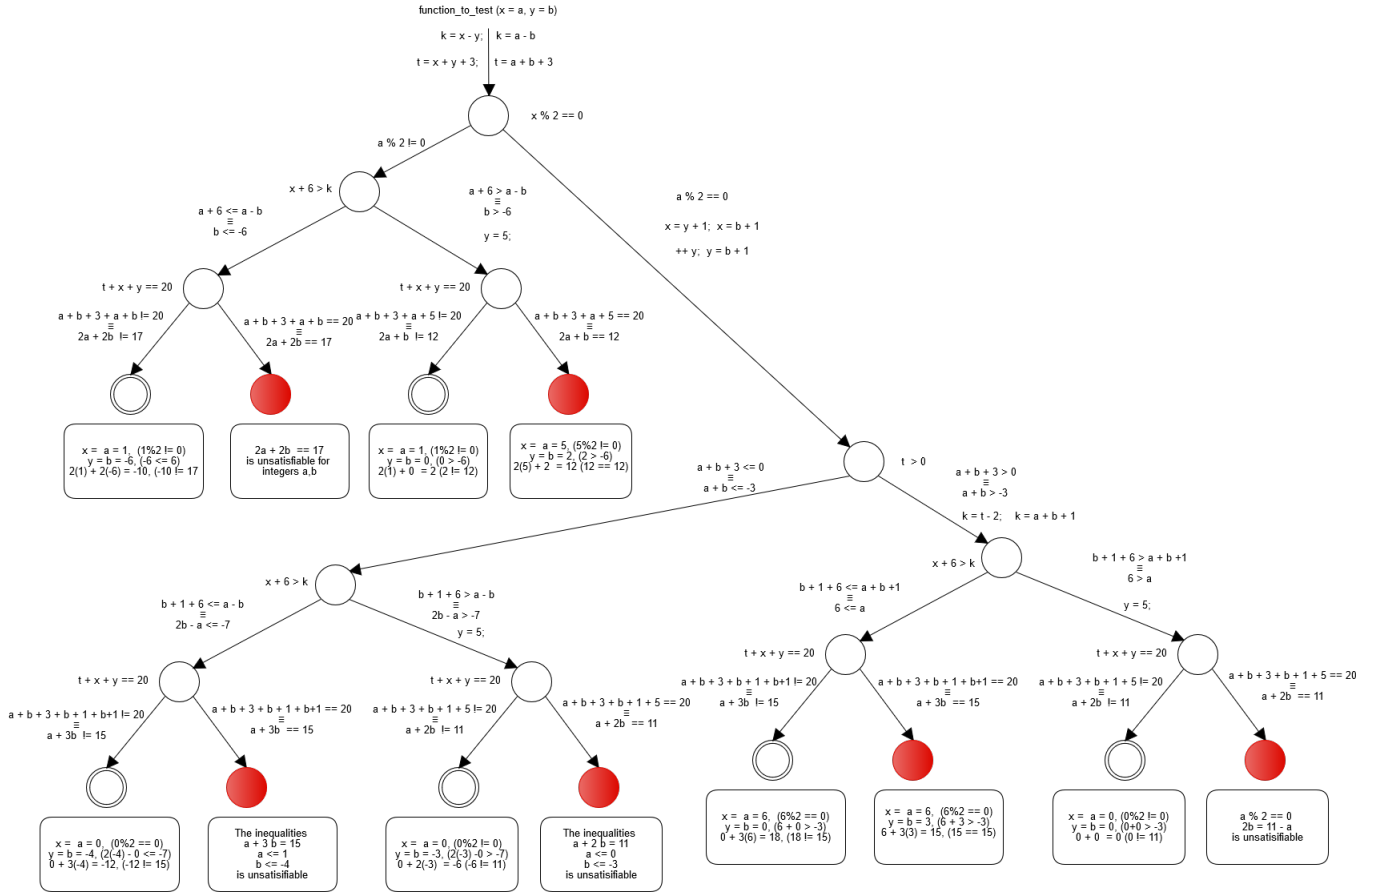 function_to_test (x = a, y = b)
k = x - y;
k = a - b
t = x + y + 3;
t = a + b + 3
x % 2 == 0
a % 2 != 0
x + 6 > k
a + 6 > a - b
≡
b > -6
y = 5;
a + 6 <= a - b
≡
b <= -6
a % 2 == 0
x = y + 1; x = b + 1
++ y; y = b + 1
t + x + y == 20
t + x + y == 20
a + b + 3 + a + b != 20
≡
2a + 2b != 17
a + b + 3 + a + b == 20
≡
2a + 2b == 17
a + b + 3 + a + 5 != 20
≡
2a + b != 12
a + b + 3 + a + 5 == 20
≡
2a + b == 12
x = a = 1, (1%2 != 0)
y = b = -6, (-6 <= 6)
2(1) + 2(-6) = -10, (-10 != 17
2a + 2b == 17
is unsatisfiable for
integers a,b
x = a = 1, (1%2 != 0)
y = b = 0, (0 > -6)
2(1) + 0 = 2 (2 != 12)
x = a = 5, (5%2 != 0)
y = b = 2, (2 > -6)
2(5) + 2 = 12 (12 == 12)
t > 0
a + b + 3 <= 0
≡
a + b <= -3
a + b + 3 > 0
≡
a + b > -3
k = t - 2; k = a + b + 1
x + 6 > k
x + 6 > k
b + 1 + 6 <= a - b
≡
2b - a <= -7
b + 1 + 6 > a - b
≡
2b - a > -7
y = 5;
b + 1 + 6 <= a + b +1
≡
6 <= a
b + 1 + 6 > a + b +1
≡
6 > a
y = 5;
t + x + y == 20
t + x + y == 20
t + x + y == 20
t + x + y == 20
a + b + 3 + b + 1 + b+1 != 20
≡
a + 3b != 15
a + b + 3 + b + 1 + b+1 == 20
≡
a + 3b == 15
a + b + 3 + b + 1 + 5 != 20
≡
a + 2b != 11
a + b + 3 + b + 1 + 5 == 20
≡
a + 2b == 11
a + b + 3 + b + 1 + b+1 != 20
≡
a + 3b != 15
a + b + 3 + b + 1 + b+1 == 20
≡
a + 3b == 15
a + b + 3 + b + 1 + 5 != 20
≡
a + 2b != 11
a + b + 3 + b + 1 + 5 == 20
≡
a + 2b == 11
x = a = 0, (0%2 == 0)
y = b = -4, (2(-4) - 0 <= -7)
0 + 3(-4) = -12, (-12 != 15)
The inequalities
a + 3 b = 15
a <= 1
b <= -4
is unsatisifiable
x = a = 0, (0%2 != 0)
y = b = -3, (2(-3) -0 > -7)
0 + 2(-3) = -6 (-6 != 11)
The inequalities
a + 2 b = 11
a <= 0
b <= -3
is unsatisifiable
x = a = 6, (6%2 == 0)
y = b = 0, (6 + 0 > -3)
0 + 3(6) = 18, (18 != 15)
x = a = 6, (6%2 == 0)
y = b = 3, (6 + 3 > -3)
6 + 3(3) = 15, (15 == 15)
x = a = 0, (0%2 != 0)
y = b = 0, (0+0 > -3)
0 + 0 = 0 (0 != 11)
a % 2 == 0
2b = 11 - a
is unsatisifiable